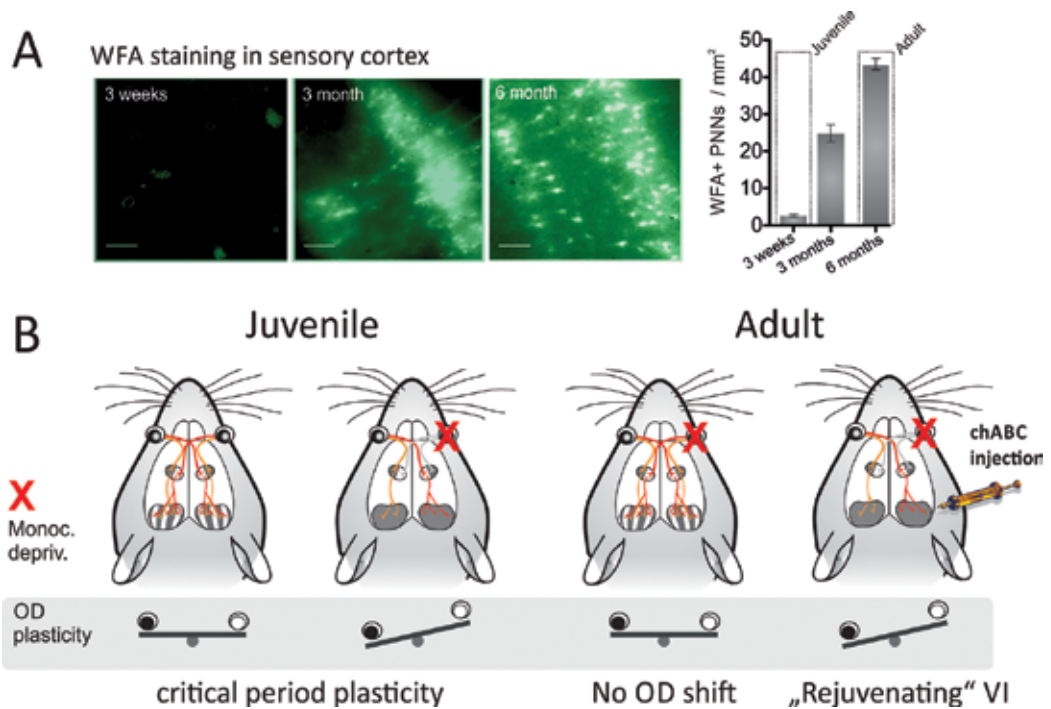 A
WFA staining in sensory cortex
3 weeks
3 month
6 month
WFA+ PNNs / mm²
50
40
30
20
10
0
Juvenile
Adult
3 weeks
3 months
6 months
B
Juvenile
Adult
X
Monoc.
depriv.
X
X
X
chABC
injection
OD
plasticity
critical period plasticity
No OD shift
„Rejuvenating“ VI